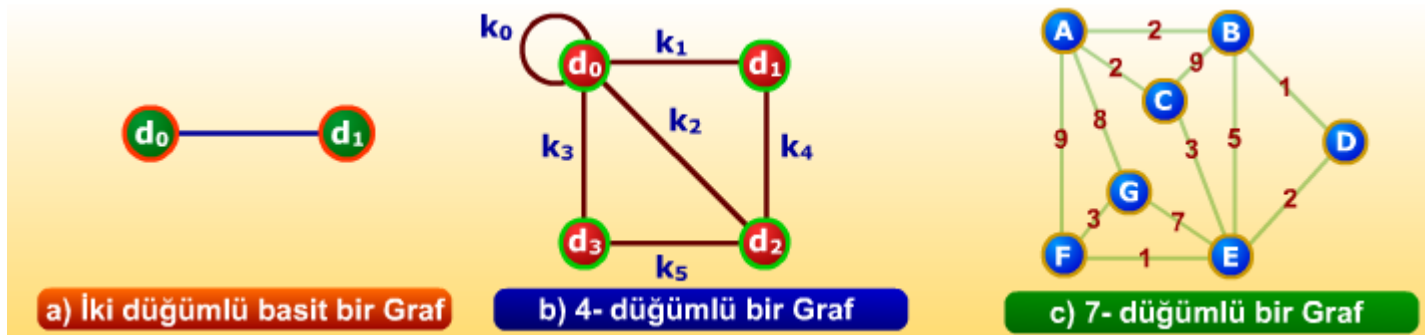 d₀
d₁
a) İki düğümlü basit bir Graf
k₀
d₀
k₁
d₁
k₃
k₂
k₄
d₃
k₅
d₂
b) 4- düğümlü bir Graf
A
2
B
2
9
C
1
8
9
3
5
D
G
3
7
2
F
1
E
c) 7- düğümlü bir Graf